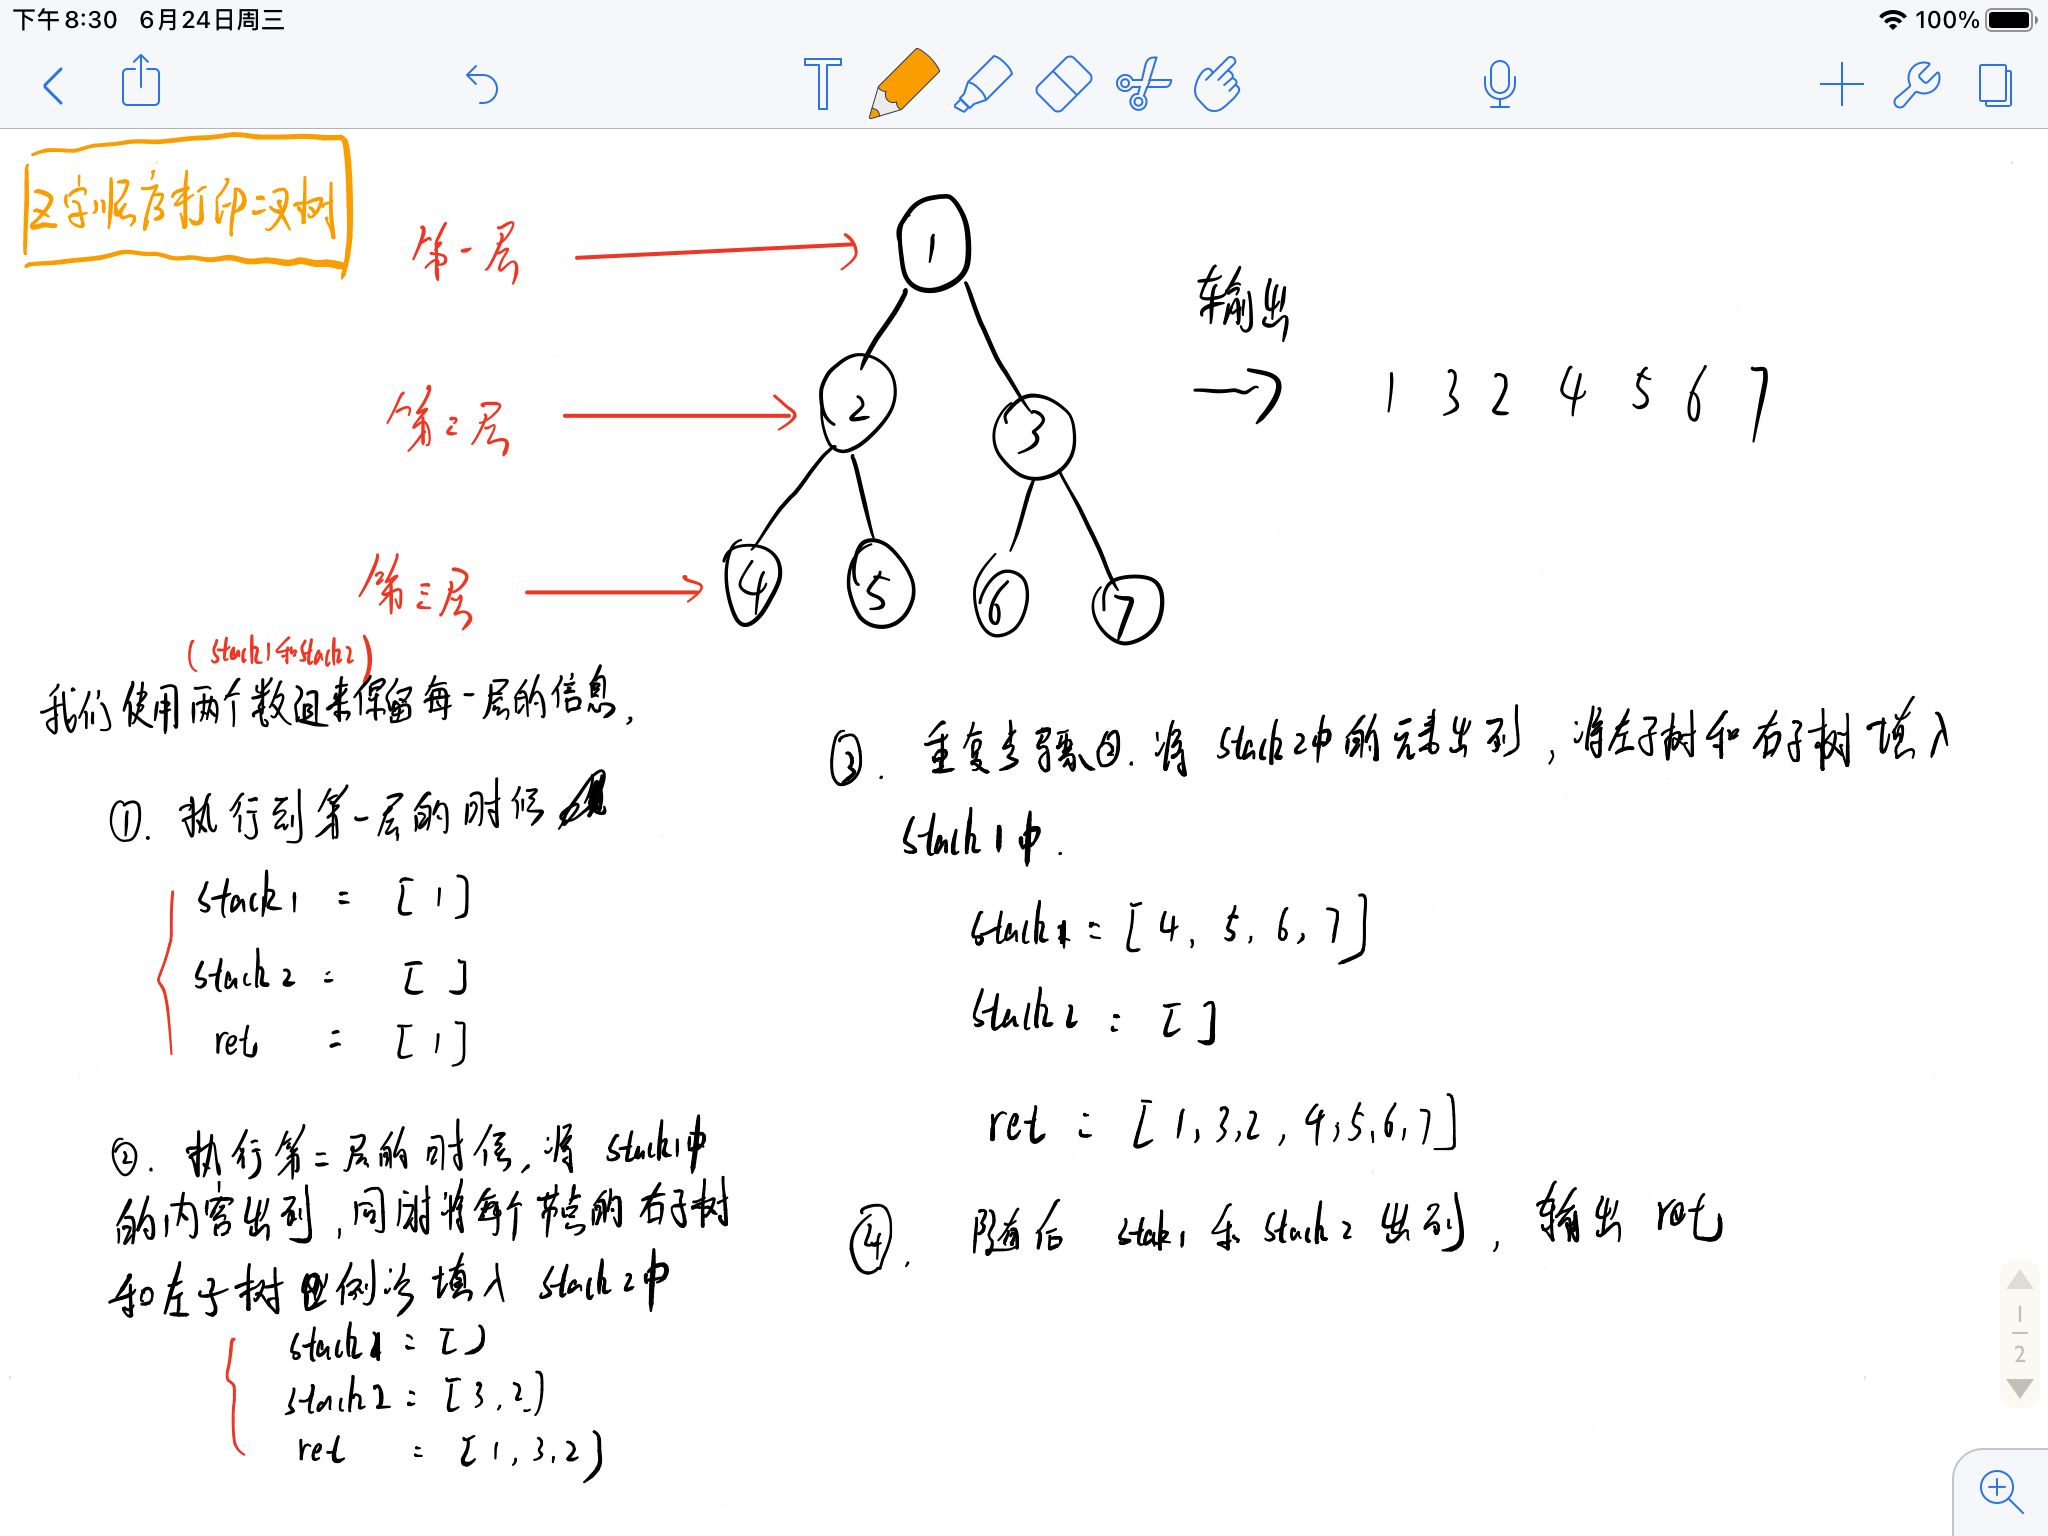 下午8:30 6月24日周三
100%
Z字顺序打印二叉树
第一层
1
输出
第二层
2
3
1 3 2 4 5 6 7
第三层
4
5
6
7
(stack1和stack2)
我们使用两个数组来保留每一层的信息,
①. 执行到第一层的时候
stack1 = [1]
stack2 = [ ]
ret = [1]
②. 执行第二层的时候, 将 stack1中
的内容出列, 同时将每个节点的右子树
和左子树 依次填入 stack2中
stack1 = [ ]
stack2 = [3,2]
ret = [1,3,2]
③. 重复步骤②. 将 stack2中的元素出列, 将左子树和右子树填入
stack1中.
stack1 = [4, 5, 6, 7]
stack2 = [ ]
ret = [1,3,2,4,5,6,7]
④. 随后 stak1 和 stack2 出列, 输出 ret
1
2